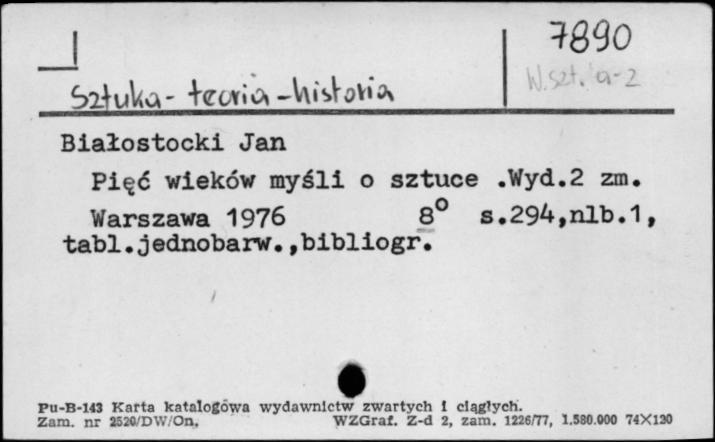 7890
W.szt. a-2
Sztuka - teoria - historia
Białostocki Jan
Pięć wieków myśli o sztuce .Wyd.2 zm.
Warszawa 1976 8° s.294,nlb.1,
tabl.jednobarw.,bibliogr.
Pu-B-143 Karta katalogowa wydawnictw zwartych i ciągłych.
Zam. nr 2520/DW/On. WZGraf. Z-d 2, zam. 1226/77, 1.580.000 74X120